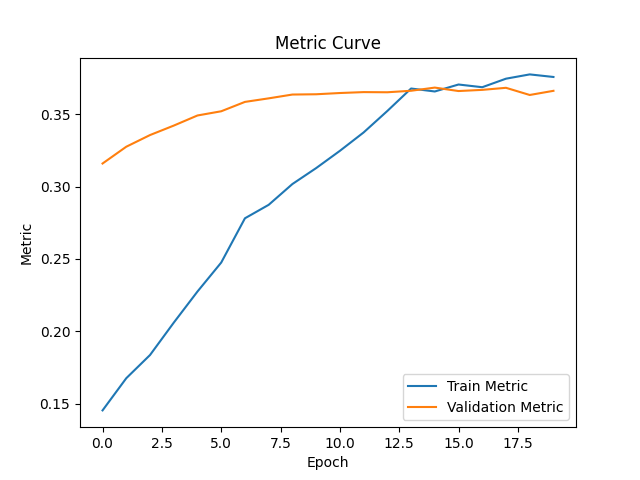 Metric Curve
Metric
0.35
0.30
0.25
0.20
0.15
0.0 2.5 5.0 7.5 10.0 12.5 15.0 17.5
Epoch
Train Metric
Validation Metric